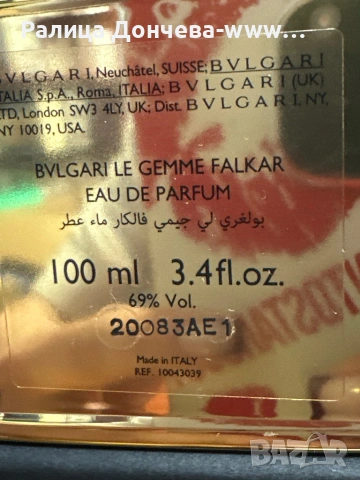 Ралица Дончева-www...
BVLGARI, Neuchâtel, SUISSE; BVLGARI
ITALIA S.p.A., Roma, ITALIA; BVLGARI (UK)
LTD, London SW3 4LY, UK; Dist. BVLGARI, NY,
NY 10019, USA.
BVLGARI LE GEMME FALKAR
EAU DE PARFUM
بولغري لي جيمي فالكار ماء عطر
100 ml 3.4fl.oz.
69% Vol.
20083AE1
Made in ITALY
REF. 10043039
BAZAR